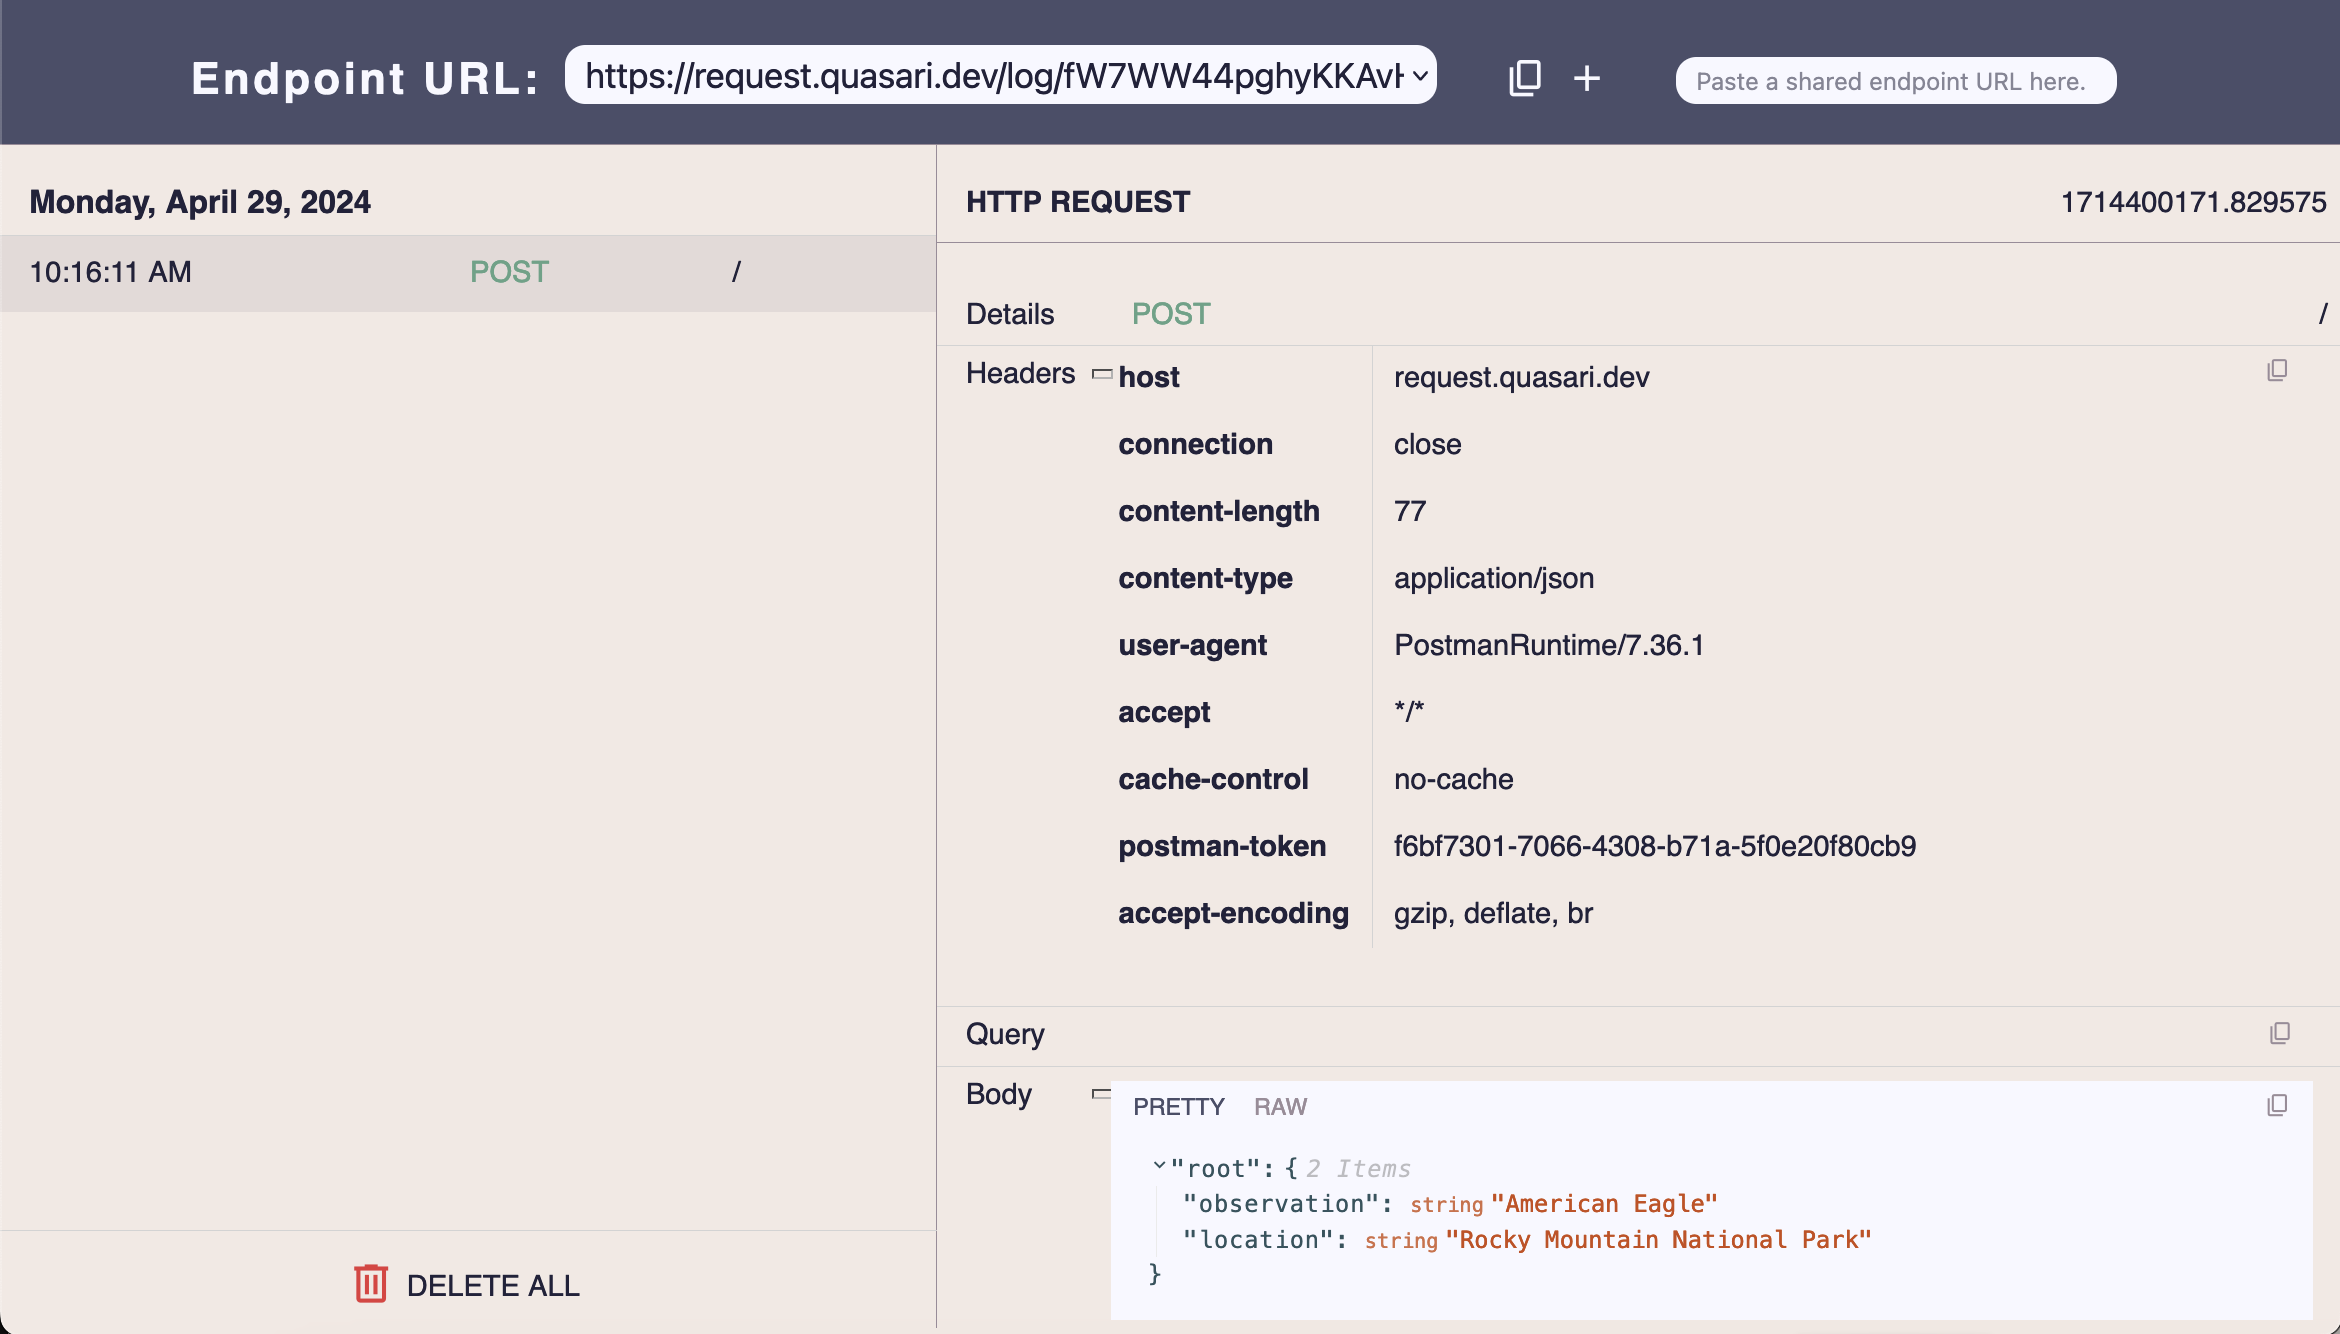 Endpoint URL: https://request.quasari.dev/log/fW7WW44pghyKKAv Paste a shared endpoint URL here.
Monday, April 29, 2024
10:16:11 AM POST /
DELETE ALL
HTTP REQUEST 1714400171.829575
Details POST /
Headers host request.quasari.dev
connection close
content-length 77
content-type application/json
user-agent PostmanRuntime/7.36.1
accept */*
cache-control no-cache
postman-token f6bf7301-7066-4308-b71a-5f0e20f80cb9
accept-encoding gzip, deflate, br
Query
Body PRETTY RAW
"root": { 2 Items
"observation": string "American Eagle"
"location": string "Rocky Mountain National Park"
}